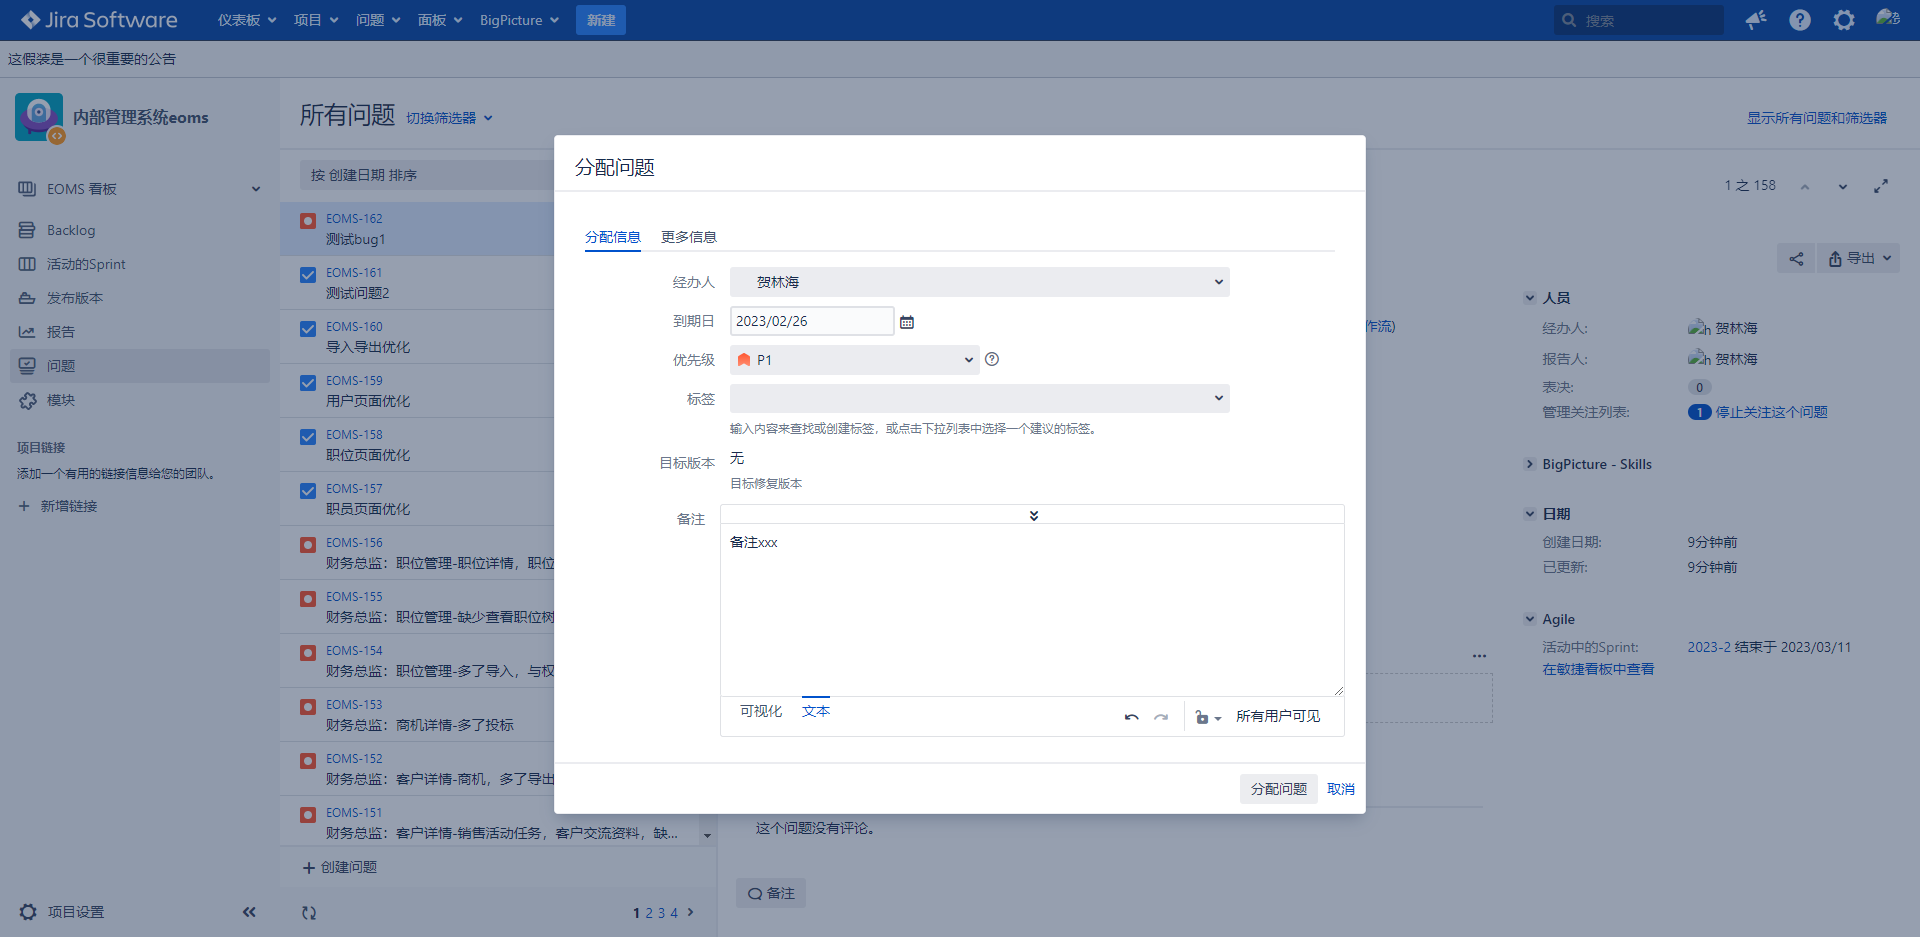 Jira Software 仪表板 项目 问题 面板 BigPicture 新建 搜索
这假装是一个很重要的公告
内部管理系统eoms
EOMS 看板
Backlog
活动的Sprint
发布版本
报告
问题
模块
项目链接
添加一个有用的链接信息给您的团队。
新增链接
项目设置
所有问题 切换筛选器
显示所有问题和筛选器
按 创建日期 排序
EOMS-162
测试bug1
EOMS-161
测试问题2
EOMS-160
导入导出优化
EOMS-159
用户页面优化
EOMS-158
职位页面优化
EOMS-157
职员页面优化
EOMS-156
财务总监：职位管理-职位详情，职位
EOMS-155
财务总监：职位管理-缺少查看职位树
EOMS-154
财务总监：职位管理-多了导入，与权
EOMS-153
财务总监：商机详情-多了投标
EOMS-152
财务总监：客户详情-商机，多了导出
EOMS-151
财务总监：客户详情-销售活动任务，客户交流资料，缺...
创建问题
1 2 3 4
分配问题
分配信息 更多信息
经办人 贺林海
到期日 2023/02/26
优先级 P1
标签
输入内容来查找或创建标签，或点击下拉列表中选择一个建议的标签。
目标版本 无
目标修复版本
备注
备注xxx
可视化 文本
所有用户可见
分配问题 取消
这个问题没有评论。
备注
1 之 158
导出
作流)
人员
经办人: 贺林海
报告人: 贺林海
表决: 0
管理关注列表: 1 停止关注这个问题
BigPicture - Skills
日期
创建日期: 9分钟前
已更新: 9分钟前
Agile
活动中的Sprint: 2023-2 结束于 2023/03/11
在敏捷看板中查看